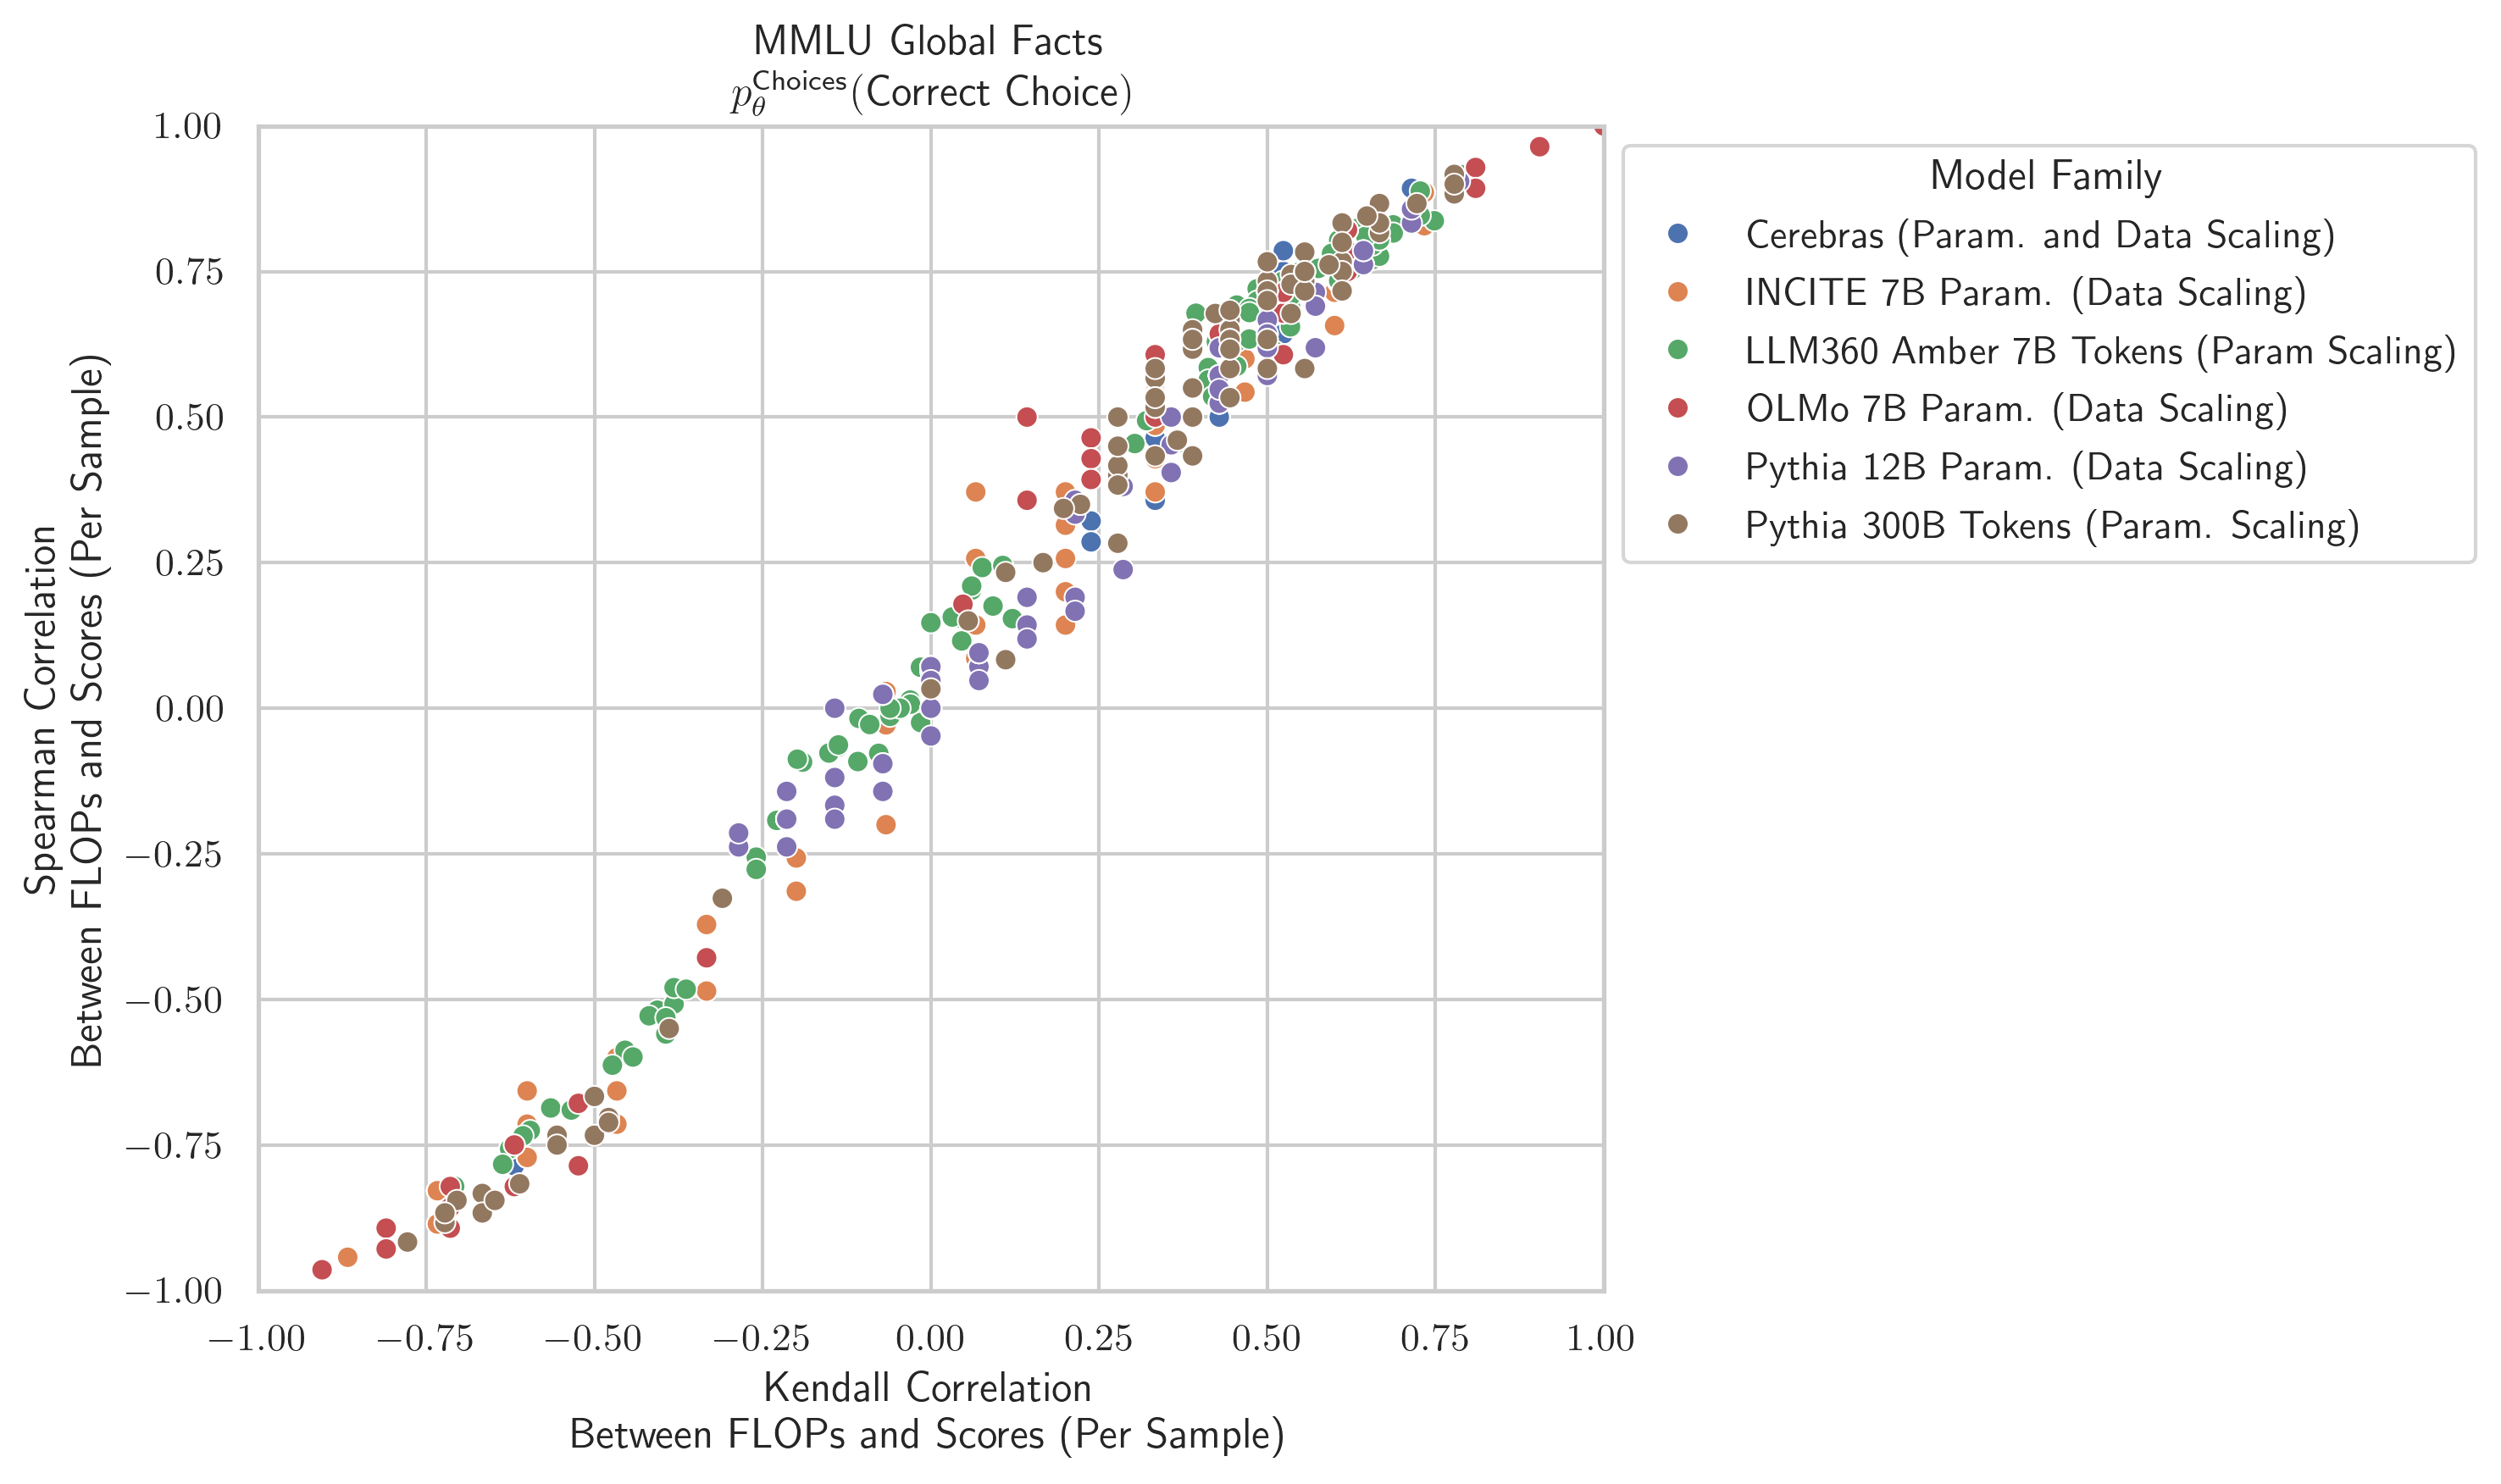 MMLU Global Facts
p_θ^Choices(Correct Choice)
Spearman Correlation
Between FLOPs and Scores (Per Sample)
1.00
0.75
0.50
0.25
0.00
−0.25
−0.50
−0.75
−1.00
−1.00 −0.75 −0.50 −0.25 0.00 0.25 0.50 0.75 1.00
Kendall Correlation
Between FLOPs and Scores (Per Sample)
Model Family
Cerebras (Param. and Data Scaling)
INCITE 7B Param. (Data Scaling)
LLM360 Amber 7B Tokens (Param Scaling)
OLMo 7B Param. (Data Scaling)
Pythia 12B Param. (Data Scaling)
Pythia 300B Tokens (Param. Scaling)